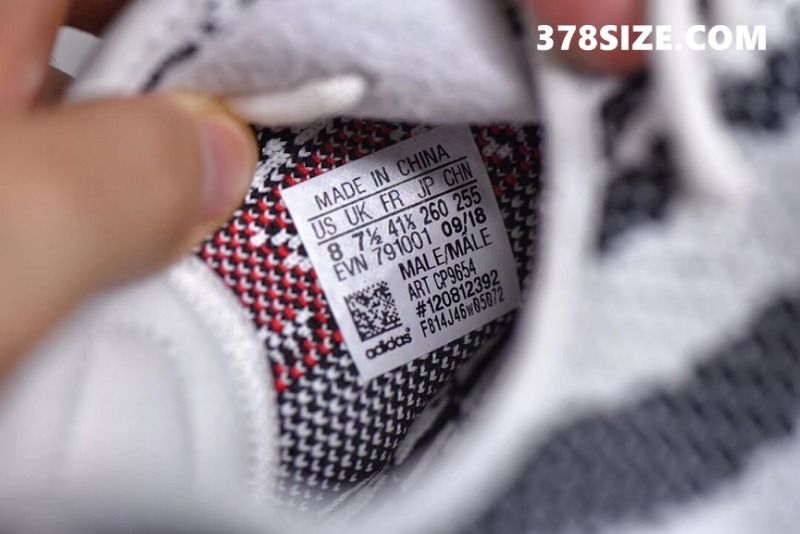 378SIZE.COM
MADE IN CHINA
US UK FR JP CHN
8 7½ 41⅓ 260 255
EVN 791001 09/18
MALE/MALE
ART CP9654
#120812392
F814J46W05072
adidas®